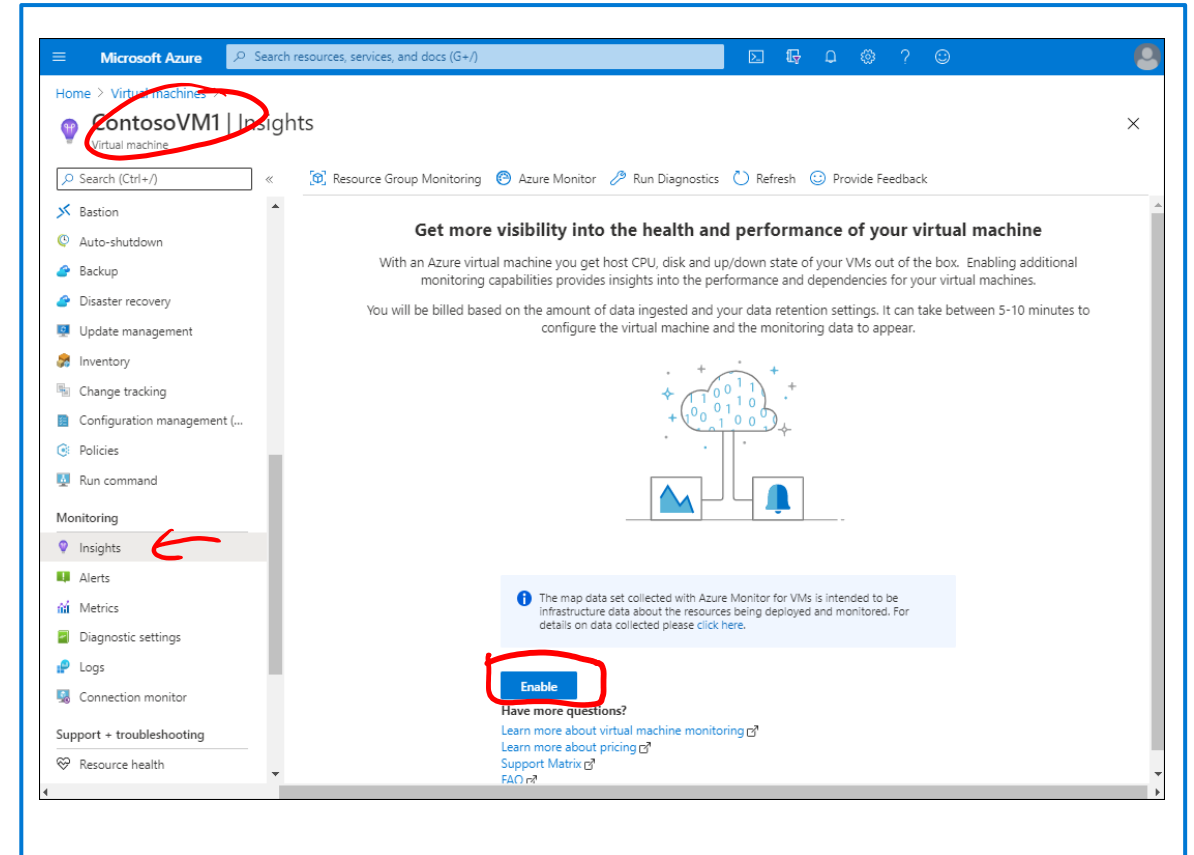 Microsoft Azure
Search resources, services, and docs (G+/)
Home > Virtual machines >
ContosoVM1 | Insights
Virtual machine
Search (Ctrl+/)
«
Resource Group Monitoring
Azure Monitor
Run Diagnostics
Refresh
Provide Feedback
Bastion
Auto-shutdown
Backup
Disaster recovery
Update management
Inventory
Change tracking
Configuration management (...
Policies
Run command
Monitoring
Insights
Alerts
Metrics
Diagnostic settings
Logs
Connection monitor
Support + troubleshooting
Resource health
Get more visibility into the health and performance of your virtual machine
With an Azure virtual machine you get host CPU, disk and up/down state of your VMs out of the box. Enabling additional
monitoring capabilities provides insights into the performance and dependencies for your virtual machines.
You will be billed based on the amount of data ingested and your data retention settings. It can take between 5-10 minutes to
configure the virtual machine and the monitoring data to appear.
The map data set collected with Azure Monitor for VMs is intended to be
infrastructure data about the resources being deployed and monitored. For
details on data collected please click here.
Enable
Have more questions?
Learn more about virtual machine monitoring
Learn more about pricing
Support Matrix
FAQ